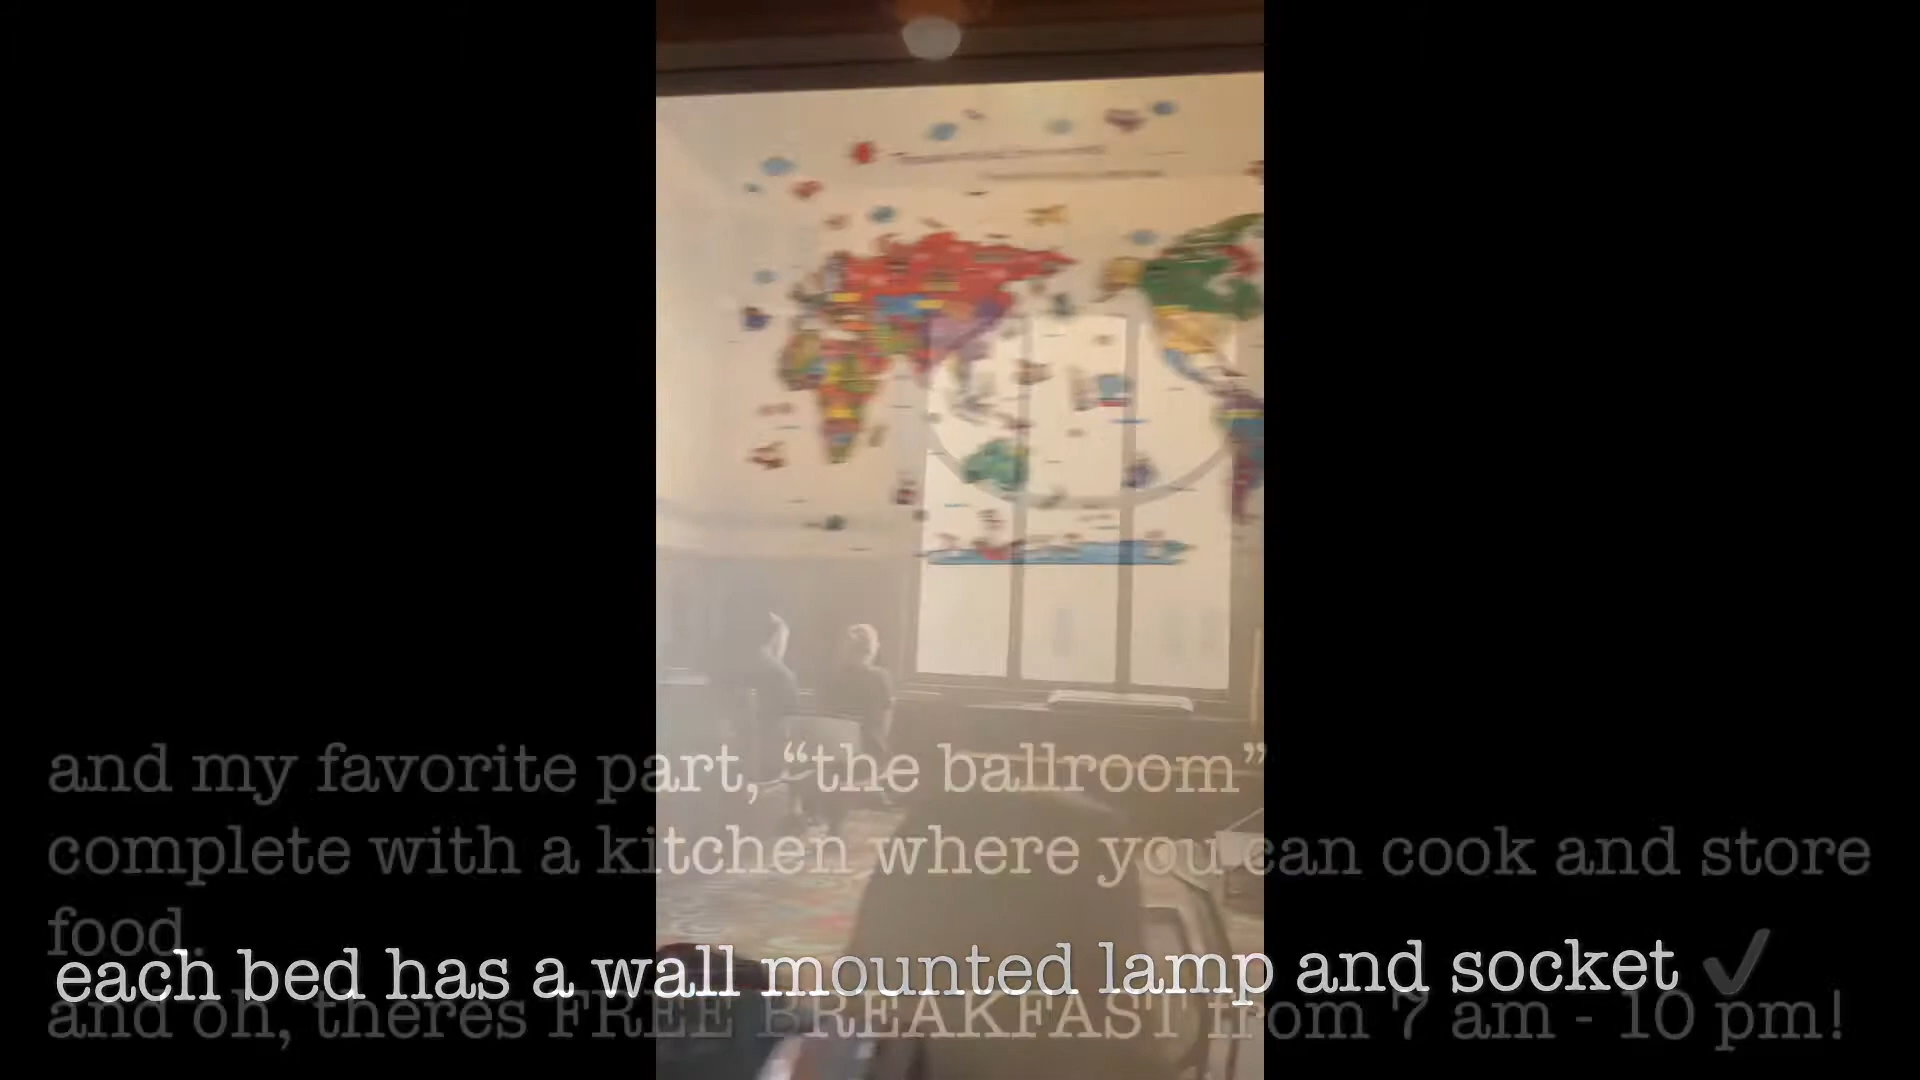 and my favorite part, “the ballroom”
complete with a kitchen where you can cook and store
food.
each bed has a wall mounted lamp and socket ✓
and oh, theres FREE BREAKFAST from 7 am - 10 pm!